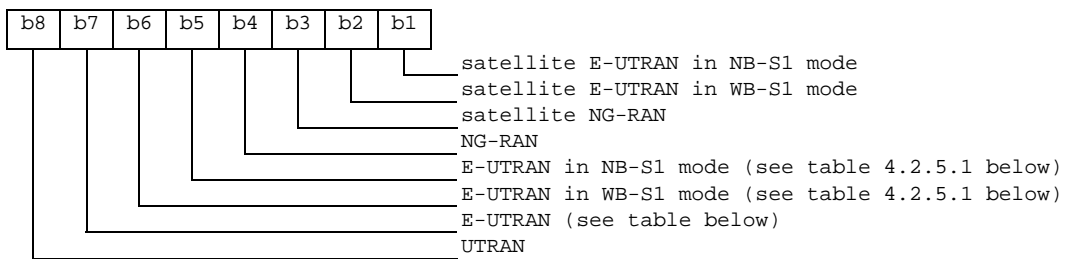 b8 b7 b6 b5 b4 b3 b2 b1
satellite E-UTRAN in NB-S1 mode
satellite E-UTRAN in WB-S1 mode
satellite NG-RAN
NG-RAN
E-UTRAN in NB-S1 mode (see table 4.2.5.1 below)
E-UTRAN in WB-S1 mode (see table 4.2.5.1 below)
E-UTRAN (see table below)
UTRAN